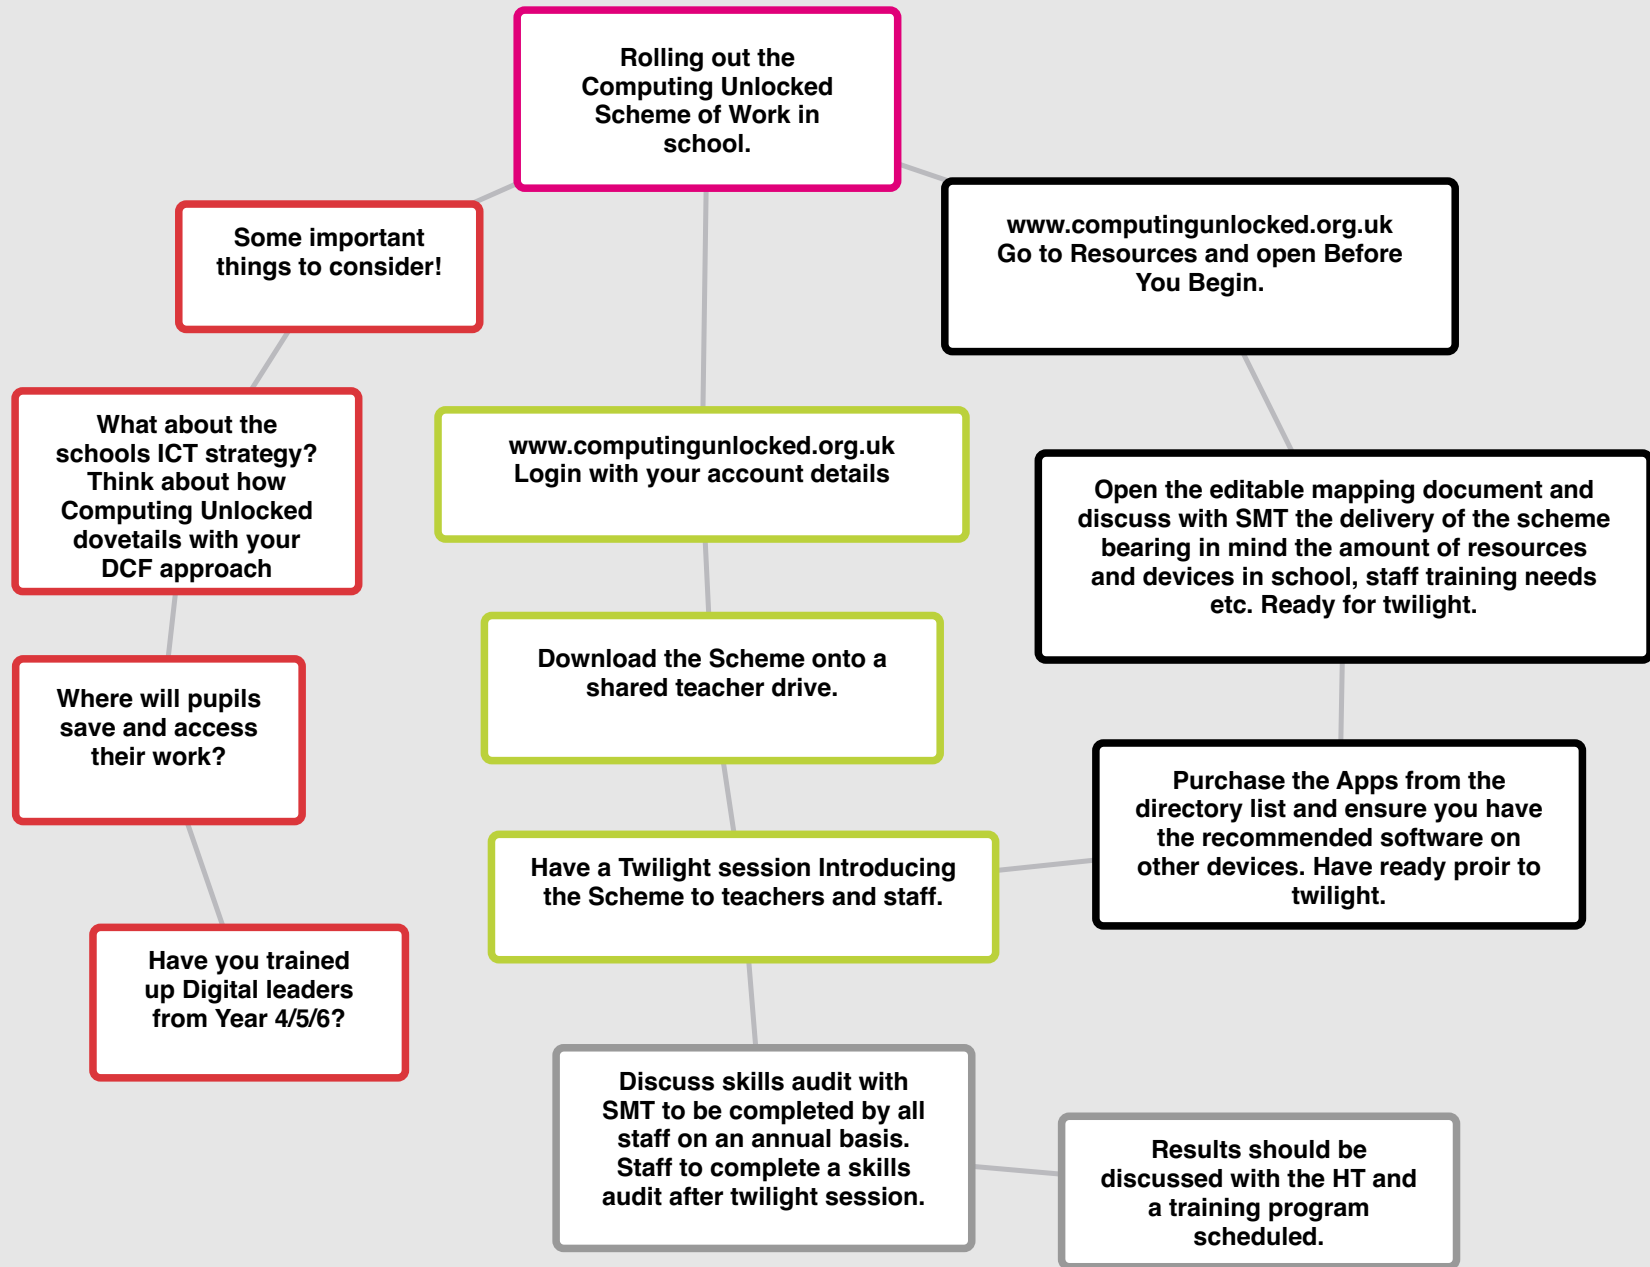 Rolling out the
Computing Unlocked
Scheme of Work in
school.
Some important
things to consider!
What about the
schools ICT strategy?
Think about how
Computing Unlocked
dovetails with your
DCF approach
Where will pupils
save and access
their work?
Have you trained
up Digital leaders
from Year 4/5/6?
www.computingunlocked.org.uk
Login with your account details
Download the Scheme onto a
shared teacher drive.
Have a Twilight session Introducing
the Scheme to teachers and staff.
www.computingunlocked.org.uk
Go to Resources and open Before
You Begin.
Open the editable mapping document and
discuss with SMT the delivery of the scheme
bearing in mind the amount of resources
and devices in school, staff training needs
etc. Ready for twilight.
Purchase the Apps from the
directory list and ensure you have
the recommended software on
other devices. Have ready proir to
twilight.
Discuss skills audit with
SMT to be completed by all
staff on an annual basis.
Staff to complete a skills
audit after twilight session.
Results should be
discussed with the HT and
a training program
scheduled.